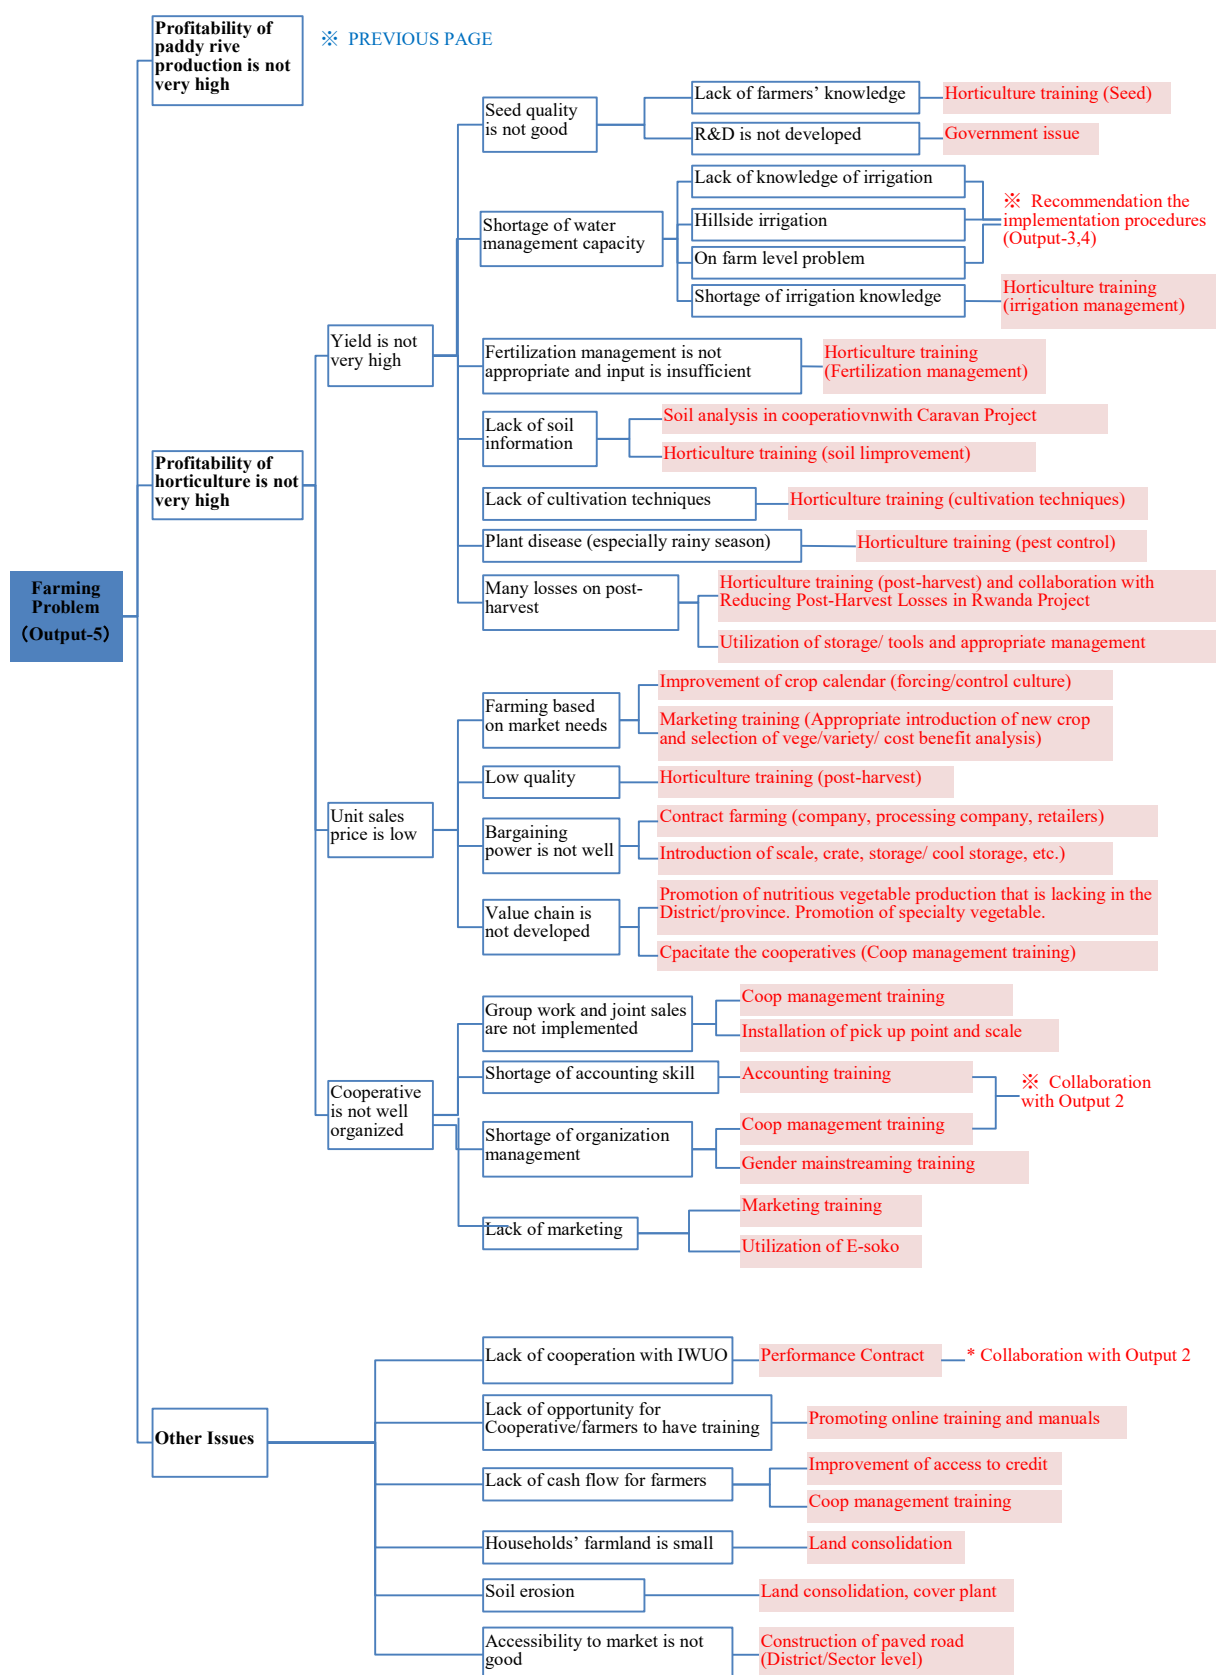 Profitability of
paddy rive
production is not
very high
※ PREVIOUS PAGE
Seed quality
is not good
Lack of farmers' knowledge
Horticulture training (Seed)
R&D is not developed
Government issue
Shortage of water
management capacity
Lack of knowledge of irrigation
Hillside irrigation
On farm level problem
※ Recommendation the
implementation procedures
(Output-3,4)
Shortage of irrigation knowledge
Horticulture training
(irrigation management)
Yield is not
very high
Fertilization management is not
appropriate and input is insufficient
Horticulture training
(Fertilization management)
Lack of soil
information
Soil analysis in cooperatiovnwith Caravan Project
Horticulture training (soil limprovement)
Profitability of
horticulture is not
very high
Lack of cultivation techniques
Horticulture training (cultivation techniques)
Plant disease (especially rainy season)
Horticulture training (pest control)
Many losses on post-
harvest
Horticulture training (post-harvest) and collaboration with
Reducing Post-Harvest Losses in Rwanda Project
Utilization of storage/ tools and appropriate management
Farming
Problem
(Output-5)
Farming based
on market needs
Improvement of crop calendar (forcing/control culture)
Marketing training (Appropriate introduction of new crop
and selection of vege/variety/ cost benefit analysis)
Low quality
Horticulture training (post-harvest)
Unit sales
price is low
Bargaining
power is not well
Contract farming (company, processing company, retailers)
Introduction of scale, crate, storage/ cool storage, etc.)
Value chain is
not developed
Promotion of nutritious vegetable production that is lacking in the
District/province. Promotion of specialty vegetable.
Cpacitate the cooperatives (Coop management training)
Group work and joint sales
are not implemented
Coop management training
Installation of pick up point and scale
Cooperative
is not well
organized
Shortage of accounting skill
Accounting training
※ Collaboration
with Output 2
Shortage of organization
management
Coop management training
Gender mainstreaming training
Lack of marketing
Marketing training
Utilization of E-soko
Other Issues
Lack of cooperation with IWUO
Performance Contract
* Collaboration with Output 2
Lack of opportunity for
Cooperative/farmers to have training
Promoting online training and manuals
Lack of cash flow for farmers
Improvement of access to credit
Coop management training
Households' farmland is small
Land consolidation
Soil erosion
Land consolidation, cover plant
Accessibility to market is not
good
Construction of paved road
(District/Sector level)